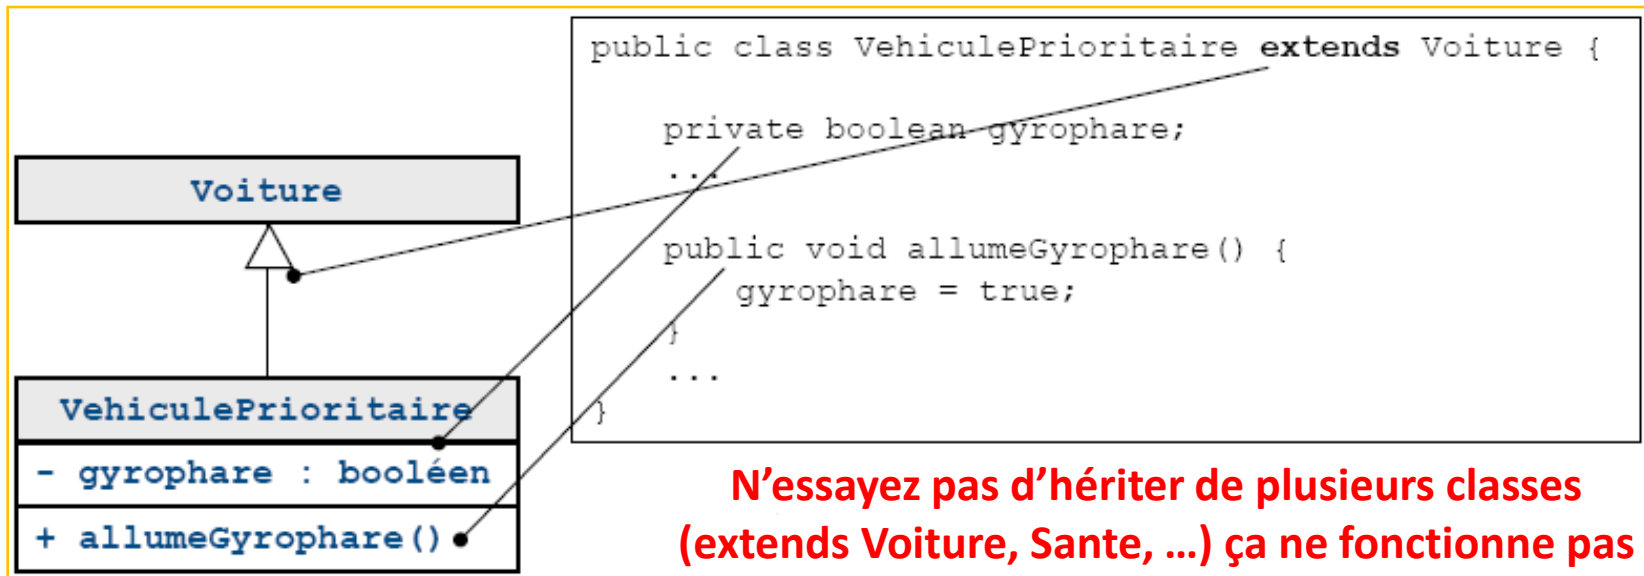 Voiture
VehiculePrioritaire
- gyrophare : booléen
+ allumeGyrophare()
public class VehiculePrioritaire extends Voiture {
private boolean gyrophare;
...
public void allumeGyrophare() {
gyrophare = true;
}
...
}
N’essayez pas d’hériter de plusieurs classes
(extends Voiture, Sante, …) ça ne fonctionne pas